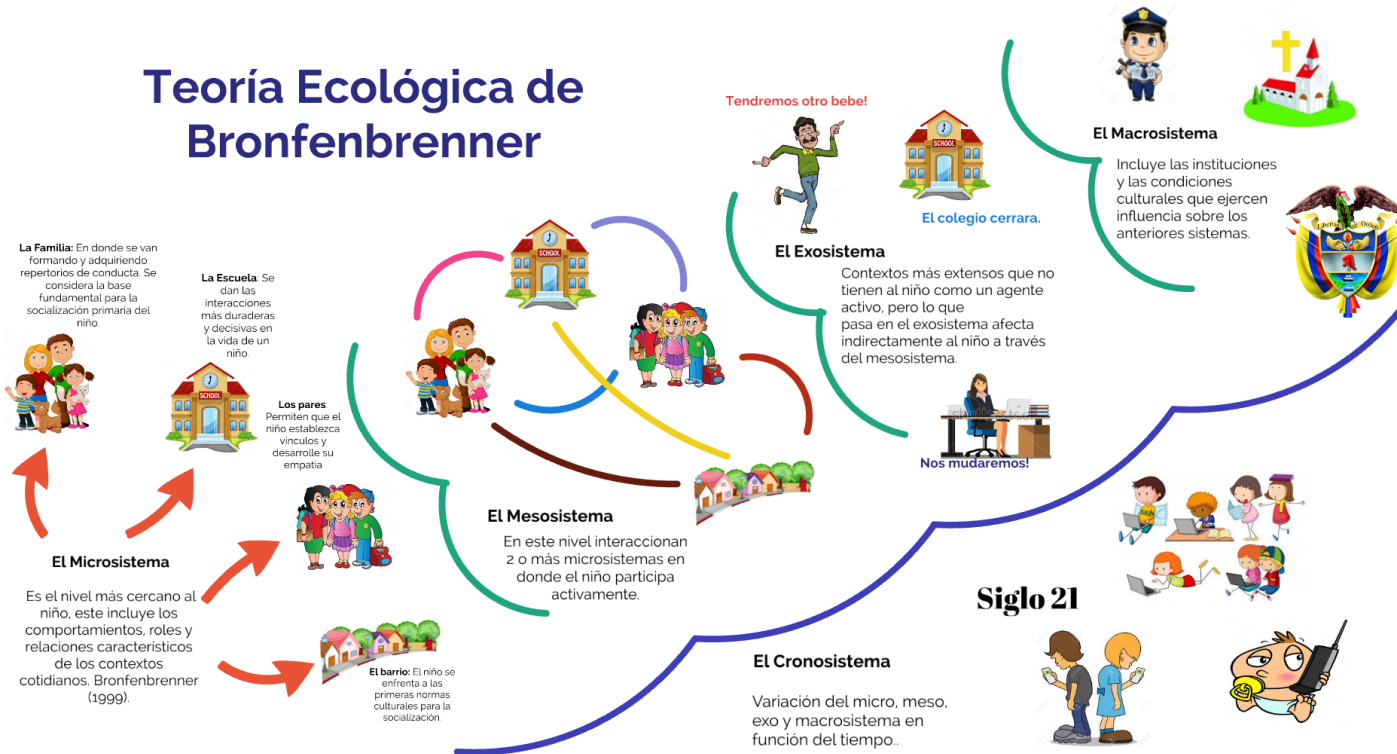 Teoría Ecológica de
Bronfenbrenner
La Familia: En donde se van
formando y adquiriendo
repertorios de conducta. Se
considera la base
fundamental para la
socialización primaria del
niño.
La Escuela: Se
dan las
interacciones
más duraderas
y decisivas en
la vida de un
niño.
Los pares:
Permiten que el
niño establezca
vinculos y
desarrolle su
empatía
El Microsistema
Es el nivel más cercano al
niño, este incluye los
comportamientos, roles y
relaciones característicos
de los contextos
cotidianos. Bronfenbrenner
(1999).
El barrio: El niño se
enfrenta a las
primeras normas
culturales para la
socialización.
SCHOOL
SCHOOL
El Mesosistema
En este nivel interaccionan
2 o más microsistemas en
donde el niño participa
activamente.
Tendremos otro bebe!
SCHOOL
El colegio cerrara.
El Exosistema
Contextos más extensos que no
tienen al niño como un agente
activo, pero lo que
pasa en el exosistema afecta
indirectamente al niño a través
del mesosistema.
Nos mudaremos!
El Macrosistema
Incluye las instituciones
y las condiciones
culturales que ejercen
influencia sobre los
anteriores sistemas.
Libertad y Orden
Siglo 21
El Cronosistema
Variación del micro, meso,
exo y macrosistema en
función del tiempo..